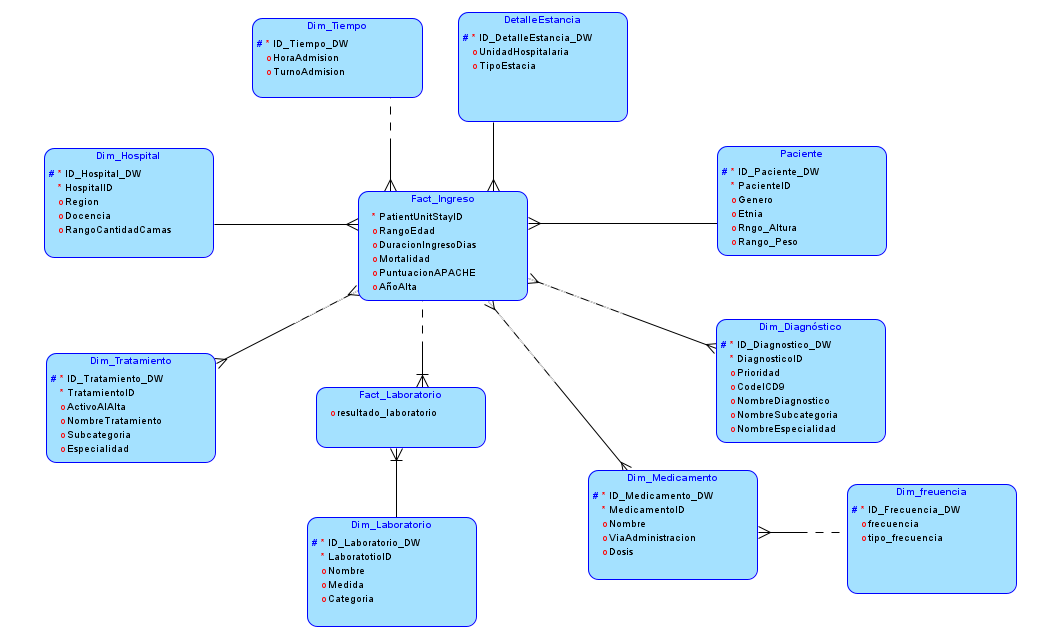 Dim_Tiempo
# * ID_Tiempo_DW
o HoraAdmision
o TurnoAdmision
DetalleEstancia
# * ID_DetalleEstancia_DW
o UnidadHospitalaria
o TipoEstacia
Dim_Hospital
# * ID_Hospital_DW
* HospitalID
o Region
o Docencia
o RangoCantidadCamas
Paciente
# * ID_Paciente_DW
* PacienteID
o Genero
o Etnia
o Rngo_Altura
o Rango_Peso
Fact_Ingreso
* PatientUnitStayID
o RangoEdad
o DuracionIngresoDias
o Mortalidad
o PuntuacionAPACHE
o AñoAlta
Dim_Tratamiento
# * ID_Tratamiento_DW
* TratamientoID
o ActivoAlAlta
o NombreTratamiento
o Subcategoria
o Especialidad
Fact_Laboratorio
o resultado_laboratorio
Dim_Diagnóstico
# * ID_Diagnostico_DW
* DiagnosticoID
o Prioridad
o CodeICD9
o NombreDiagnostico
o NombreSubcategoria
o NombreEspecialidad
Dim_Laboratorio
# * ID_Laboratorio_DW
* LaboratotioID
o Nombre
o Medida
o Categoria
Dim_Medicamento
# * ID_Medicamento_DW
* MedicamentoID
o Nombre
o ViaAdministracion
o Dosis
Dim_freuencia
# * ID_Frecuencia_DW
o frecuencia
o tipo_frecuencia